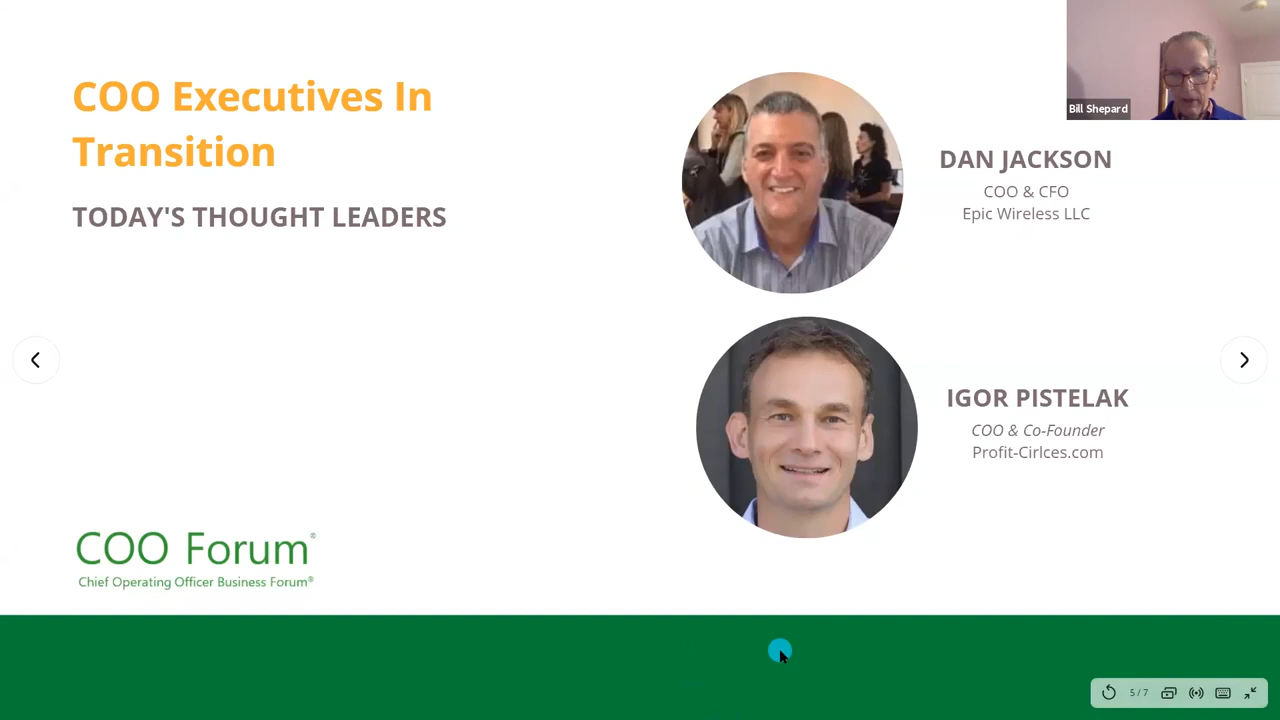 COO Executives In
Transition
TODAY'S THOUGHT LEADERS
Bill Shepard
DAN JACKSON
COO & CFO
Epic Wireless LLC
IGOR PISTELAK
COO & Co-Founder
Profit-Cirlces.com
COO Forum®
Chief Operating Officer Business Forum®
5 / 7